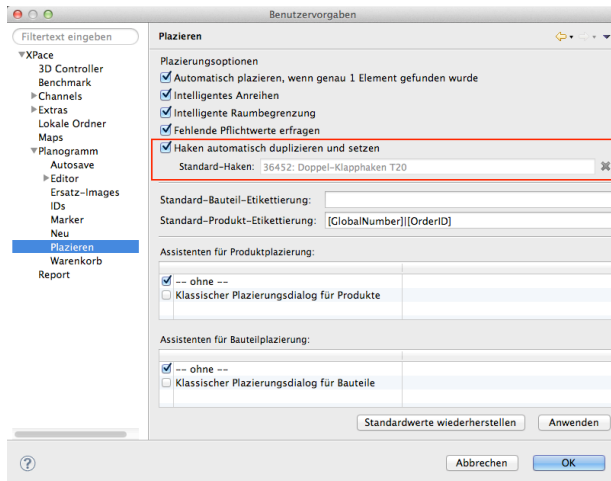 Benutzervorgaben
Filtertext eingeben
XPace
3D Controller
Benchmark
Channels
Extras
Lokale Ordner
Maps
Planogramm
Autosave
Editor
Ersatz-Images
IDs
Marker
Neu
Plazieren
Warenkorb
Report
Plazieren
Plazierungsoptionen
Automatisch plazieren, wenn genau 1 Element gefunden wurde
Intelligentes Anreihen
Intelligente Raumbegrenzung
Fehlende Pflichtwerte erfragen
Haken automatisch duplizieren und setzen
Standard-Haken: 36452: Doppel-Klapphaken T20
Standard-Bauteil-Etikettierung:
Standard-Produkt-Etikettierung: [GlobalNumber]|[OrderID]
Assistenten für Produktplazierung:
-- ohne --
Klassischer Plazierungsdialog für Produkte
Assistenten für Bauteilplazierung:
-- ohne --
Klassischer Plazierungsdialog für Bauteile
Standardwerte wiederherstellen Anwenden
? Abbrechen OK